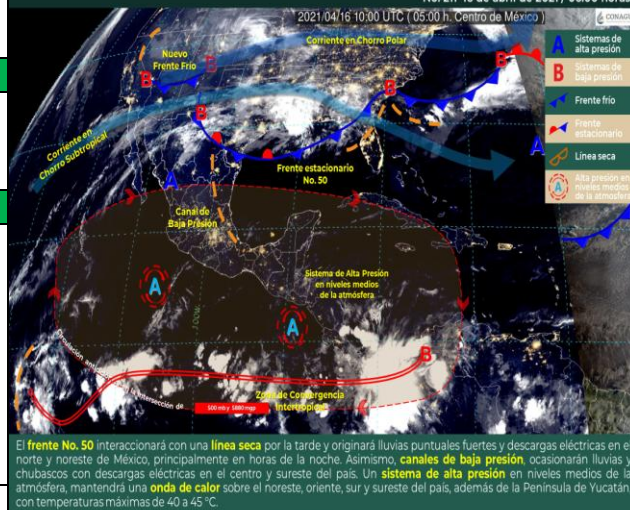 2021/04/16 10:00 UTC ( 05:00 h. Centro de México )
CONAGUA
Corriente en Chorro Polar
Nuevo
Frente Frío
B
B
B
B
B
Corriente en
Chorro Subtropical
A
A
Frente estacionario
No. 50
Canal de
Baja Presión
Sistema de Alta Presión
en niveles medios
de la atmósfera
A
A
B
Zona de Convergencia
Intertropical
500 mb y 5880 mgp
A Sistemas de
alta presión
B Sistemas de
baja presión
Frente frío
Frente
estacionario
Línea seca
A Alta presión en
niveles medios
de la atmósfera
El frente No. 50 interaccionará con una línea seca por la tarde y originará lluvias puntuales fuertes y descargas eléctricas en el
norte y noreste de México, principalmente en horas de la noche. Asimismo, canales de baja presión, ocasionarán lluvias y
chubascos con descargas eléctricas en el centro y sureste del país. Un sistema de alta presión en niveles medios de la
atmósfera, mantendrá una onda de calor sobre el noreste, oriente, sur y sureste del país, además de la Península de Yucatán,
con temperaturas máximas de 40 a 45 °C.